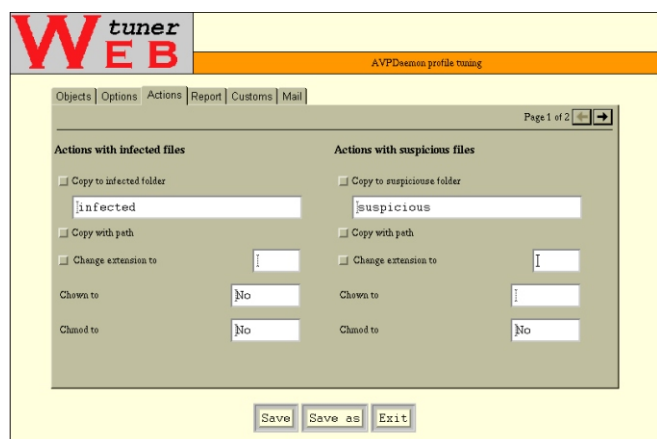 tuner
WEB
AVPDaemon profile tuning
Objects Options Actions Report Customs Mail
Page 1 of 2
Actions with infected files
Copy to infected folder
infected
Copy with path
Change extension to
Chown to No
Chmod to No
Actions with suspicious files
Copy to suspiciouse folder
suspicious
Copy with path
Change extension to
Chown to
Chmod to No
Save Save as Exit